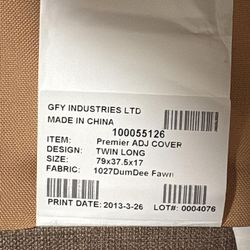 GFY INDUSTRIES LTD
MADE IN CHINA
100055126
ITEM: Premier ADJ COVER
DESIGN: TWIN LONG
SIZE: 79x37.5x17
FABRIC: 1027DumDee Fawn
PRINT DATE: 2013-3-26 LOT#: 0004076